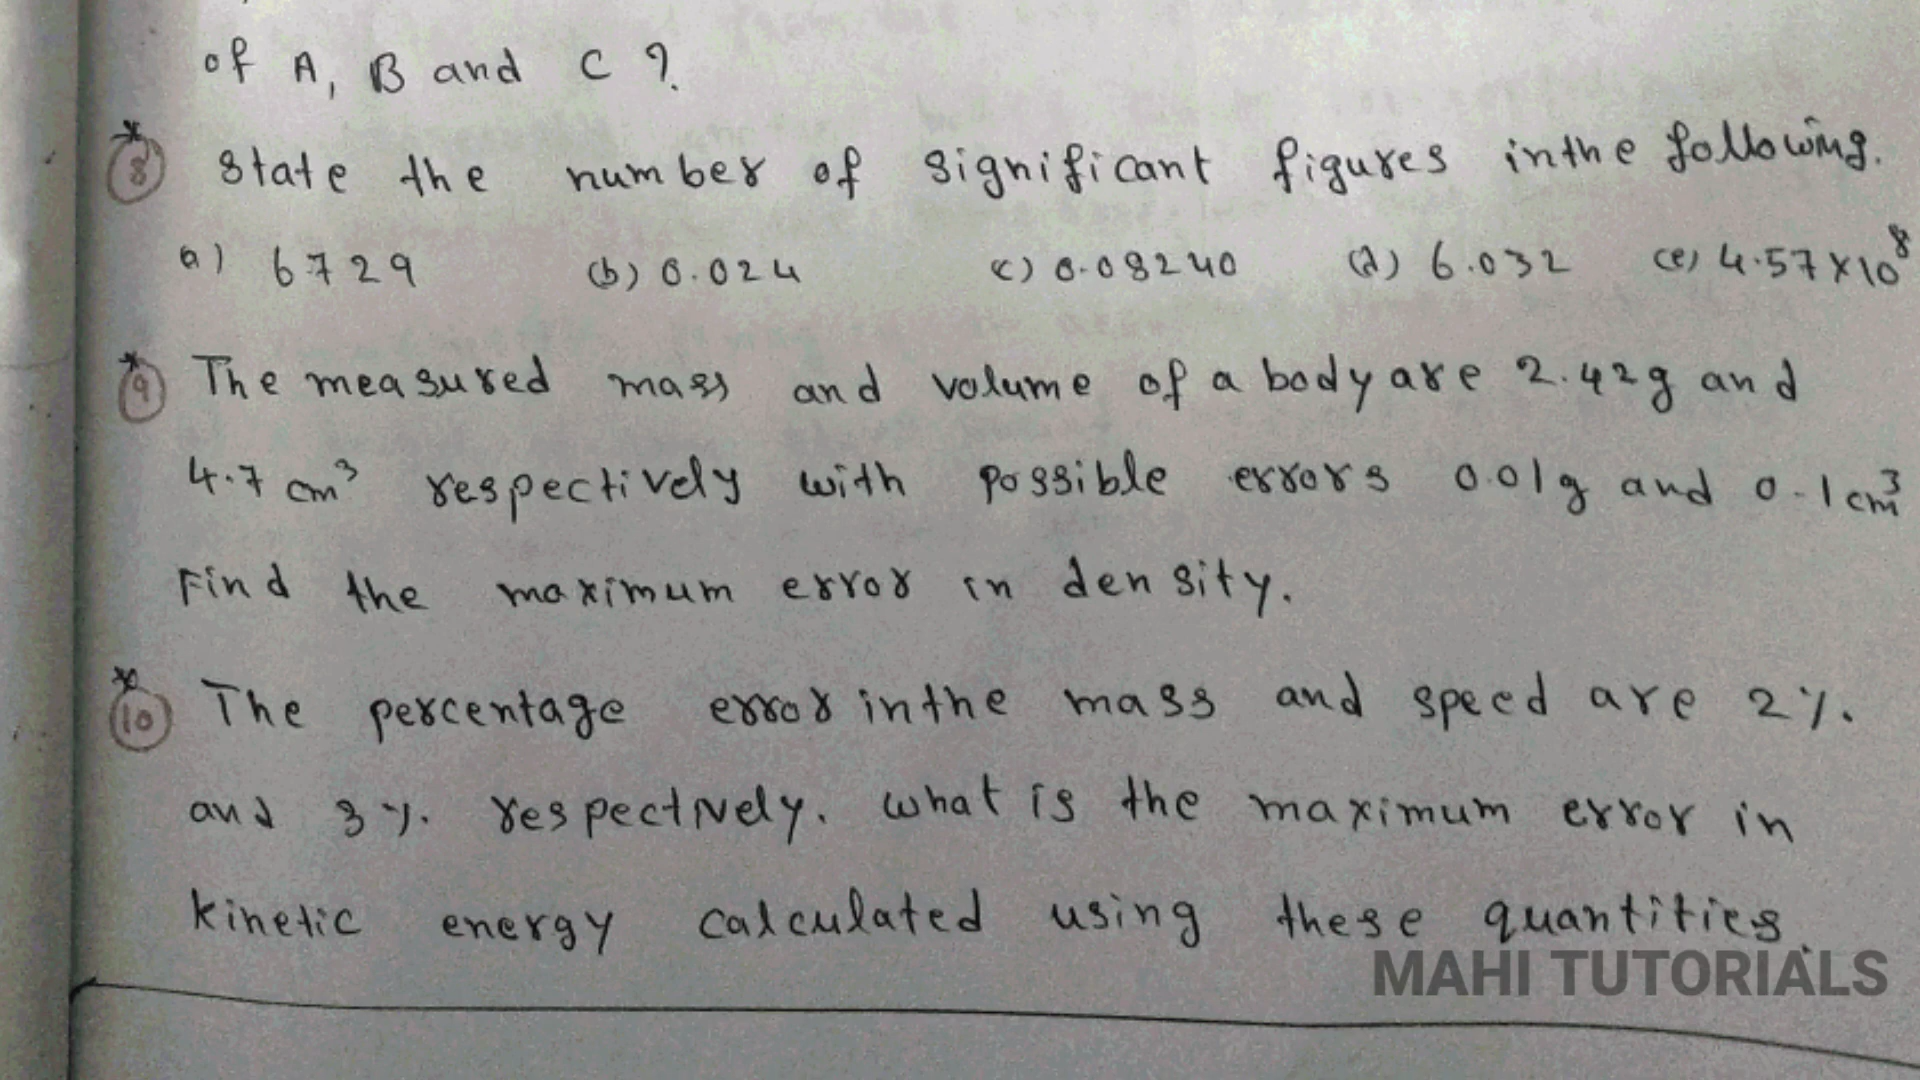 of A, B and C ?
* 8 State the number of significant figures in the following.
a) 6729 (b) 0.024 (c) 0.08240 (d) 6.032 (e) 4.57 × 10⁸
* 9 The measured mass and volume of a body are 2.42g and
4.7 cm³ respectively with possible errors 0.01g and 0.1 cm³
Find the maximum error in density.
* 10 The percentage error in the mass and speed are 2%.
and 3%. respectively. what is the maximum error in
kinetic energy calculated using these quantities.
MAHI TUTORIALS